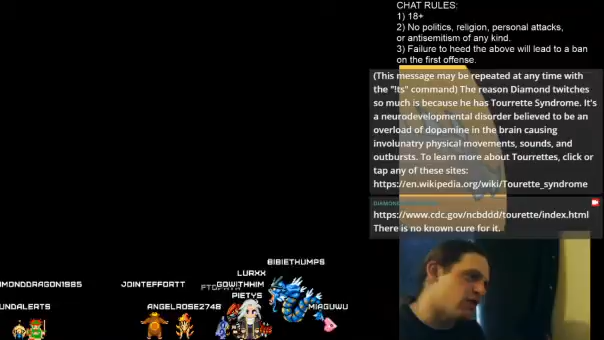 CHAT RULES:
1) 18+
2) No politics, religion, personal attacks,
or antisemitism of any kind.
3) Failure to heed the above will lead to a ban
on the first offense.
(This message may be repeated at any time with
the "!ts" command) The reason Diamond twitches
so much is because he has Tourrette Syndrome. It's
a neurodevelopmental disorder believed to be an
overload of dopamine in the brain causing
involunatry physical movements, sounds, and
outbursts. To learn more about Tourrettes, click or
tap any of these sites:
https://en.wikipedia.org/wiki/Tourette_syndrome
https://www.cdc.gov/ncbddd/tourette/index.html
There is no known cure for it.
BIBIETHUMPS
LURXX
MONDDRAGON1985
JOINTEFFORTT
GOWITHHIM
PIETYS
UNDALERTS
ANGELROSE2748
MIAGUWU